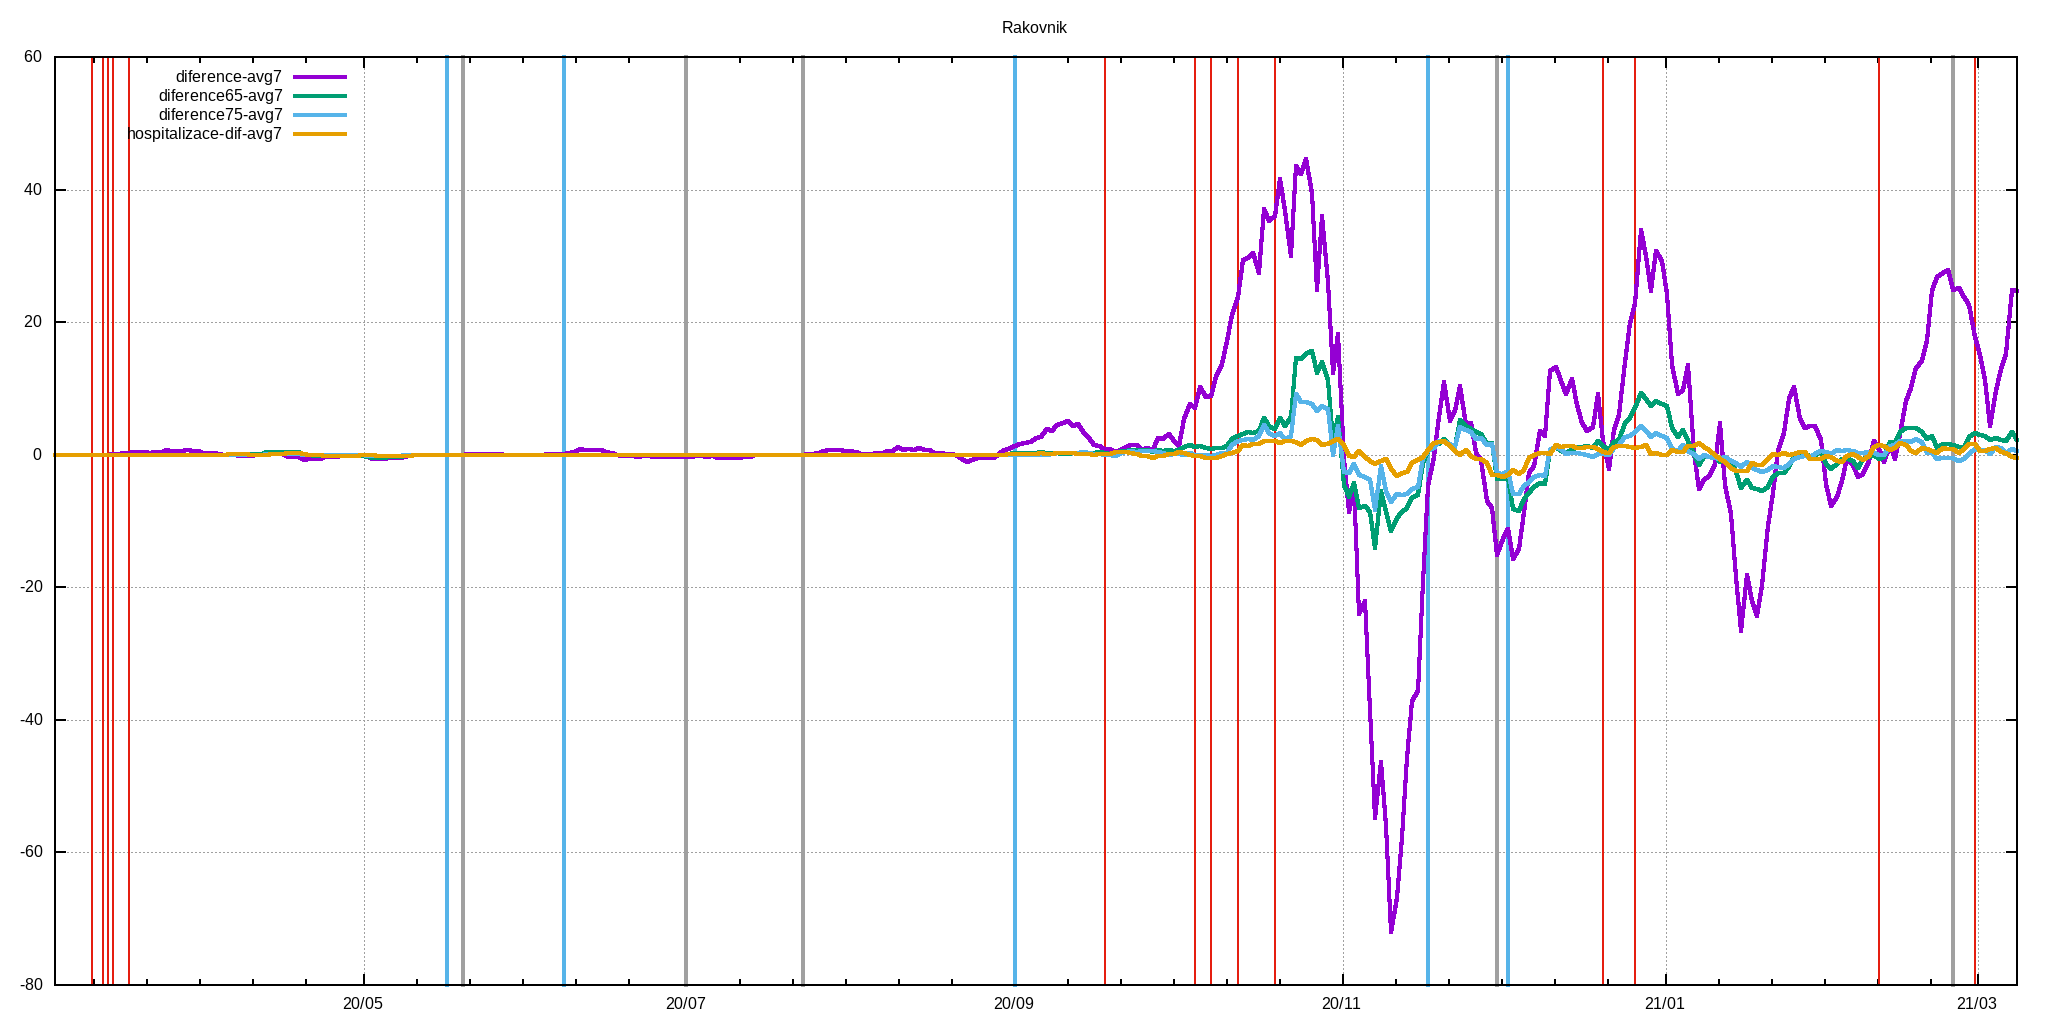 Rakovnik
60
diference-avg7
diference65-avg7
diference75-avg7
hospitalizace-dif-avg7
40
20
0
-20
-40
-60
-80
20/05 20/07 20/09 20/11 21/01 21/03